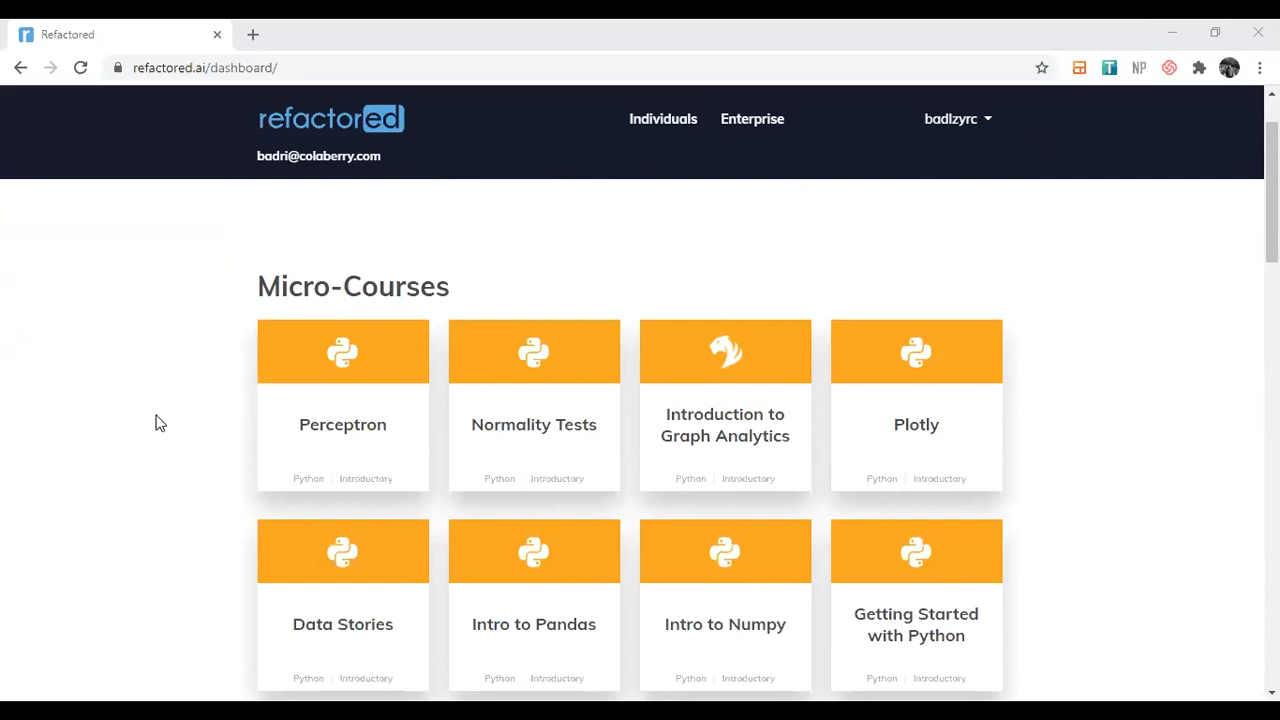 Refactored
refactored.ai/dashboard/
NP
refactored
Individuals
Enterprise
badlzyrc
badri@colaberry.com
Micro-Courses
Perceptron
Python | Introductory
Normality Tests
Python | Introductory
Introduction to
Graph Analytics
Python | Introductory
Plotly
Python | Introductory
Data Stories
Python | Introductory
Intro to Pandas
Python | Introductory
Intro to Numpy
Python | Introductory
Getting Started
with Python
Python | Introductory